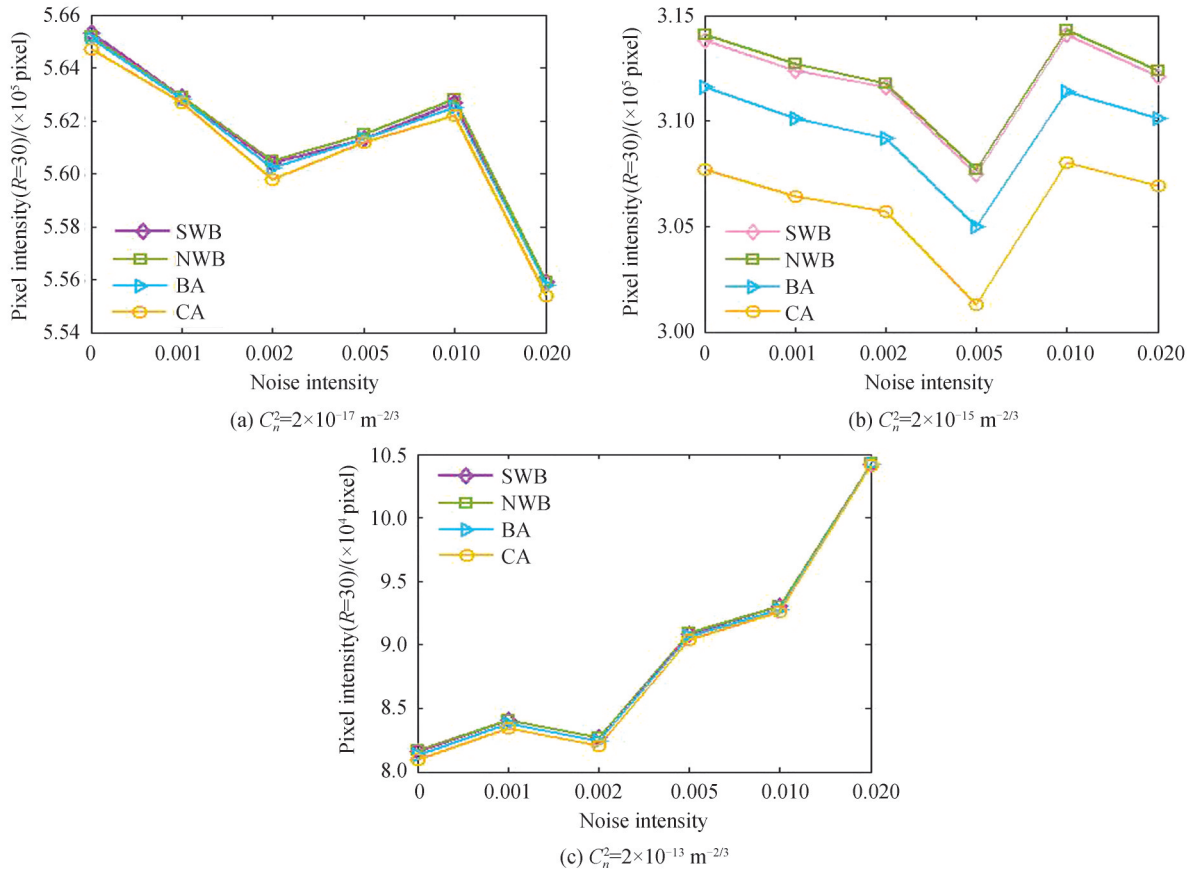 Pixel intensity(R=30)/(×10⁵ pixel)
5.66
5.64
5.62
5.60
5.58
5.56
5.54
SWB
NWB
BA
CA
0 0.001 0.002 0.005 0.010 0.020
Noise intensity
(a) Cₙ²=2×10⁻¹⁷ m⁻²/³
Pixel intensity(R=30)/(×10⁵ pixel)
3.15
3.10
3.05
3.00
SWB
NWB
BA
CA
0 0.001 0.002 0.005 0.010 0.020
Noise intensity
(b) Cₙ²=2×10⁻¹⁵ m⁻²/³
Pixel intensity(R=30)/(×10⁴ pixel)
10.5
10.0
9.5
9.0
8.5
8.0
SWB
NWB
BA
CA
0 0.001 0.002 0.005 0.010 0.020
Noise intensity
(c) Cₙ²=2×10⁻¹³ m⁻²/³